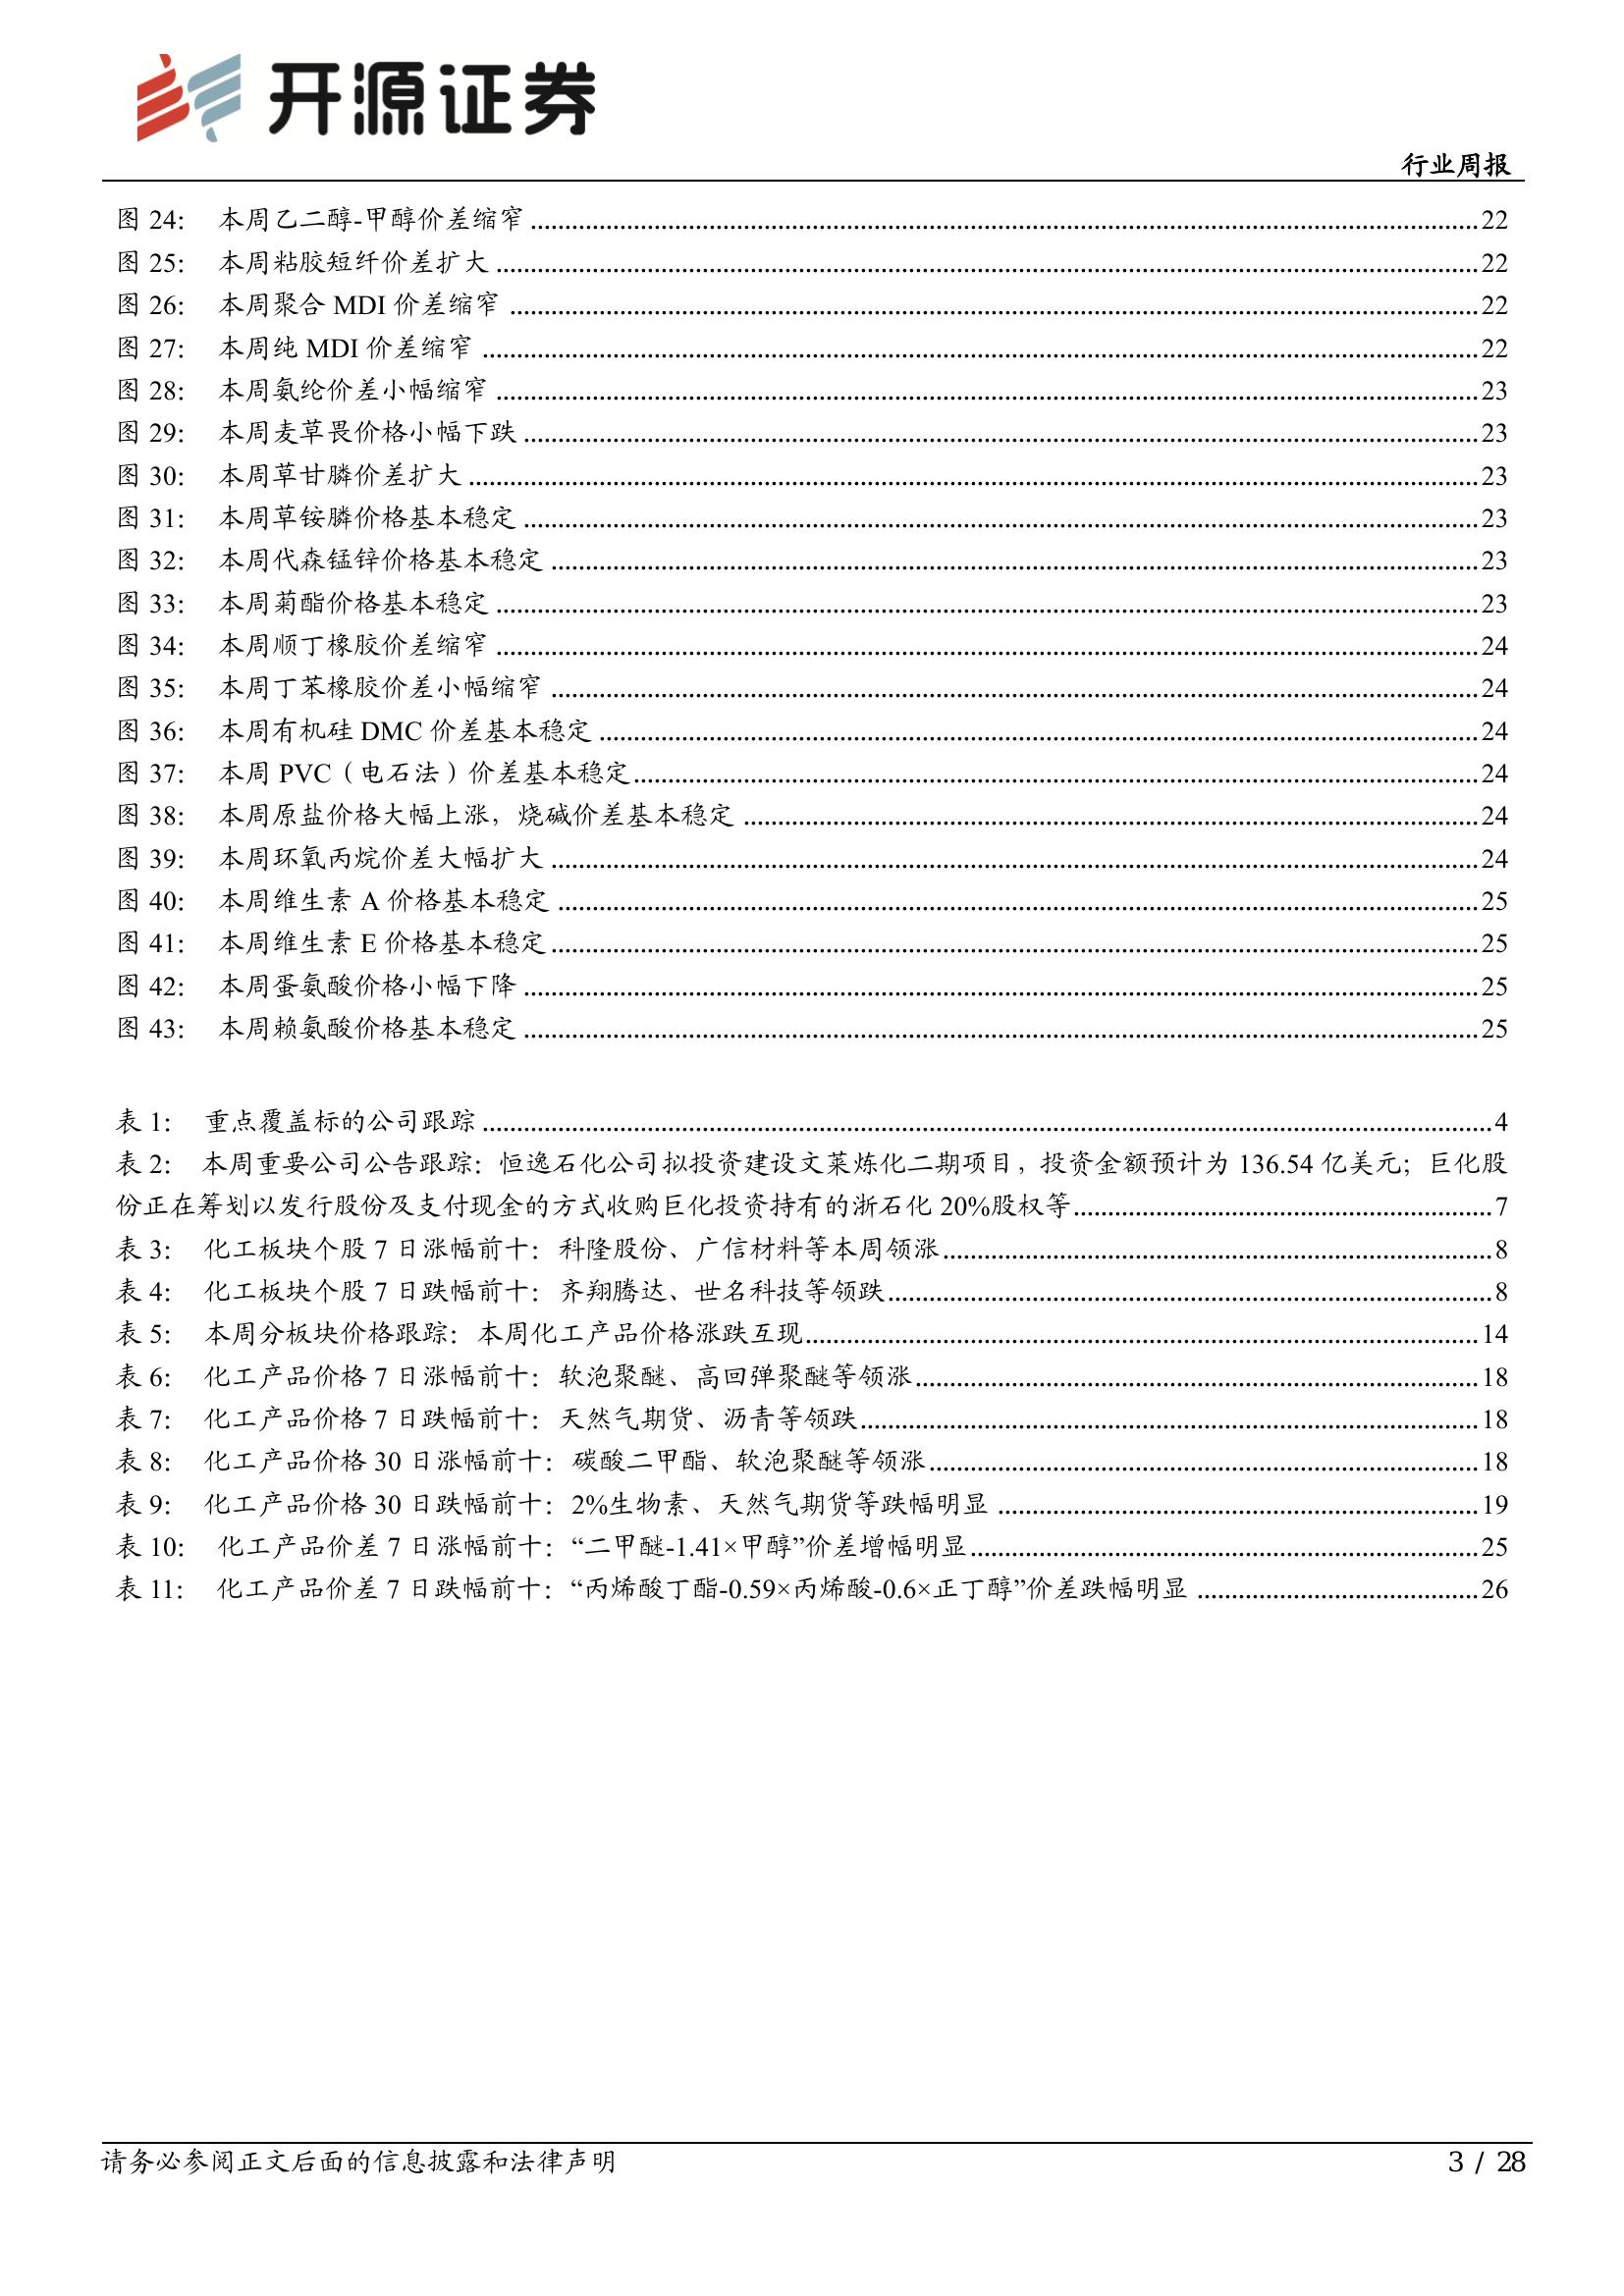 开源证券
行业周报
图 24: 本周乙二醇-甲醇价差缩窄 ........ 22
图 25: 本周粘胶短纤价差扩大 ........ 22
图 26: 本周聚合 MDI 价差缩窄 ........ 22
图 27: 本周纯 MDI 价差缩窄 ........ 22
图 28: 本周氨纶价差小幅缩窄 ........ 23
图 29: 本周麦草畏价格小幅下跌 ........ 23
图 30: 本周草甘膦价差扩大 ........ 23
图 31: 本周草铵膦价格基本稳定 ........ 23
图 32: 本周代森锰锌价格基本稳定 ........ 23
图 33: 本周菊酯价格基本稳定 ........ 23
图 34: 本周顺丁橡胶价差缩窄 ........ 24
图 35: 本周丁苯橡胶价差小幅缩窄 ........ 24
图 36: 本周有机硅 DMC 价差基本稳定 ........ 24
图 37: 本周 PVC（电石法）价差基本稳定 ........ 24
图 38: 本周原盐价格大幅上涨，烧碱价差基本稳定 ........ 24
图 39: 本周环氧丙烷价差大幅扩大 ........ 24
图 40: 本周维生素 A 价格基本稳定 ........ 25
图 41: 本周维生素 E 价格基本稳定 ........ 25
图 42: 本周蛋氨酸价格小幅下降 ........ 25
图 43: 本周赖氨酸价格基本稳定 ........ 25
表 1: 重点覆盖标的公司跟踪 ........ 4
表 2: 本周重要公司公告跟踪：恒逸石化公司拟投资建设文莱炼化二期项目，投资金额预计为 136.54 亿美元；巨化股
份正在筹划以发行股份及支付现金的方式收购巨化投资持有的浙石化 20%股权等 ........ 7
表 3: 化工板块个股 7 日涨幅前十：科隆股份、广信材料等本周领涨 ........ 8
表 4: 化工板块个股 7 日跌幅前十：齐翔腾达、世名科技等领跌 ........ 8
表 5: 本周分板块价格跟踪：本周化工产品价格涨跌互现 ........ 14
表 6: 化工产品价格 7 日涨幅前十：软泡聚醚、高回弹聚醚等领涨 ........ 18
表 7: 化工产品价格 7 日跌幅前十：天然气期货、沥青等领跌 ........ 18
表 8: 化工产品价格 30 日涨幅前十：碳酸二甲酯、软泡聚醚等领涨 ........ 18
表 9: 化工产品价格 30 日跌幅前十：2%生物素、天然气期货等跌幅明显 ........ 19
表 10: 化工产品价差 7 日涨幅前十：“二甲醚-1.41×甲醇”价差增幅明显 ........ 25
表 11: 化工产品价差 7 日跌幅前十：“丙烯酸丁酯-0.59×丙烯酸-0.6×正丁醇”价差跌幅明显 ........ 26
请务必参阅正文后面的信息披露和法律声明
3 / 28